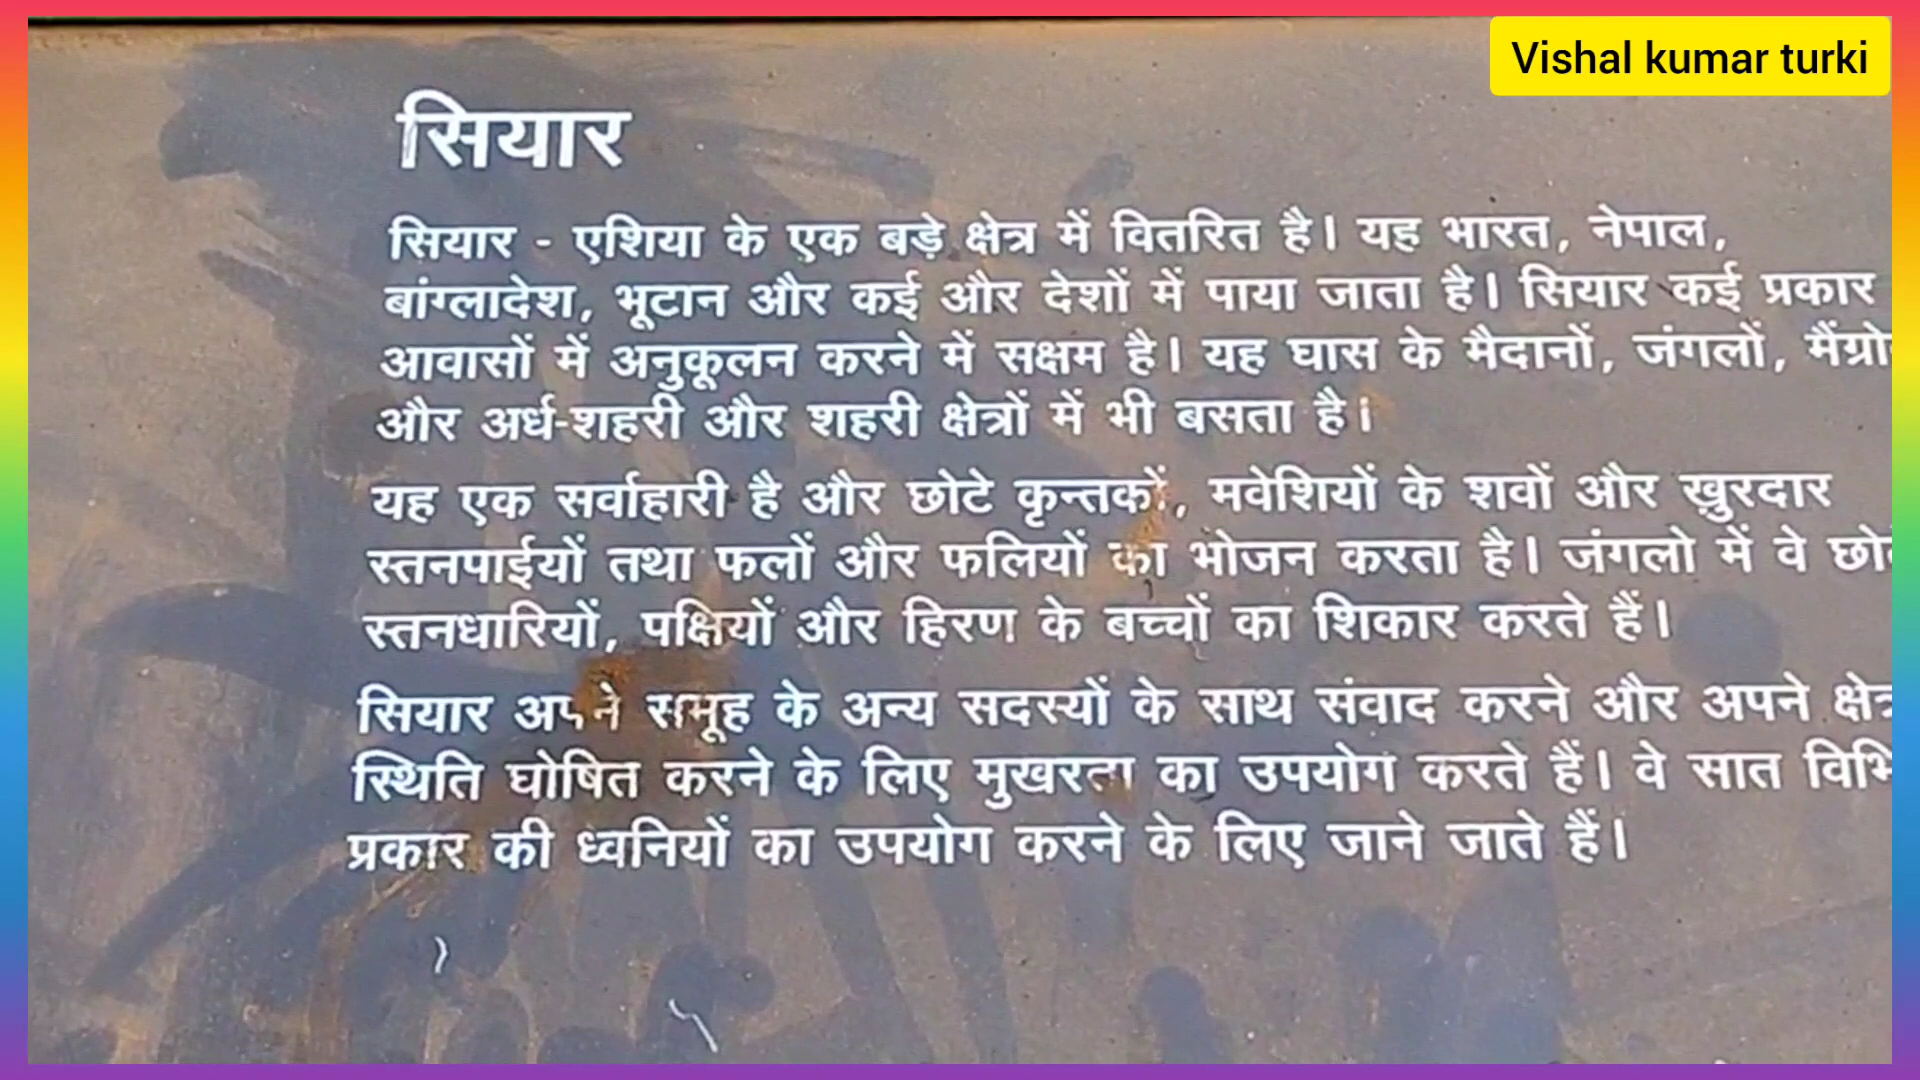 Vishal kumar turki
सियार
सियार - एशिया के एक बड़े क्षेत्र में वितरित है। यह भारत, नेपाल,
बांग्लादेश, भूटान और कई और देशों में पाया जाता है। सियार कई प्रकार
आवासों में अनुकूलन करने में सक्षम है। यह घास के मैदानों, जंगलों,
और अर्ध-शहरी और शहरी क्षेत्रों में भी बसता है।
यह एक सर्वाहारी है और छोटे कृन्तकों, मवेशियों के शवों और ख़ुरदार
स्तनपाईयों तथा फलों और फलियों का भोजन करता है। जंगलो में वे
स्तनधारियों, पक्षियों और हिरण के बच्चों का शिकार करते हैं।
सियार अपने समूह के अन्य सदस्यों के साथ संवाद करने और अपने
स्थिति घोषित करने के लिए मुखरता का उपयोग करते हैं। वे सात
प्रकार की ध्वनियों का उपयोग करने के लिए जाने जाते हैं।